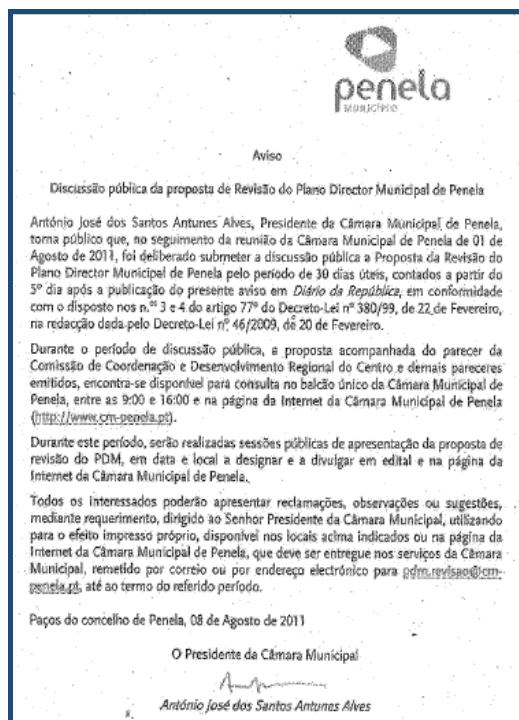 penela
MUNICÍPIO
Aviso
Discussão pública da proposta de Revisão do Plano Director Municipal de Penela
António José dos Santos Antunes Alves, Presidente da Câmara Municipal de Penela,
torna público que, no seguimento da reunião da Câmara Municipal de Penela de 01 de
Agosto de 2011, foi deliberado submeter a discussão pública a Proposta da Revisão do
Plano Director Municipal de Penela pelo período de 30 dias úteis, contados a partir do
5º dia após a publicação do presente aviso em Diário da República, em conformidade
com o disposto nos n.ºs 3 e 4 do artigo 77º do Decreto-Lei nº 380/99, de 22 de Fevereiro,
na redacção dada pelo Decreto-Lei nº 46/2009, de 20 de Fevereiro.
Durante o período de discussão pública, a proposta acompanhada do parecer da
Comissão de Coordenação e Desenvolvimento Regional do Centro e demais pareceres
emitidos, encontra-se disponível para consulta no balcão único da Câmara Municipal de
Penela, entre as 9:00 e 16:00 e na página da Internet da Câmara Municipal de Penela
(http://www.cm-penela.pt).
Durante este período, serão realizadas sessões públicas de apresentação da proposta de
revisão do PDM, em data e local a designar e a divulgar em edital e na página da
Internet da Câmara Municipal de Penela.
Todos os interessados poderão apresentar reclamações, observações ou sugestões,
mediante requerimento, dirigido ao Senhor Presidente da Câmara Municipal, utilizando
para o efeito impresso próprio, disponível nos locais acima indicados ou na página da
Internet da Câmara Municipal de Penela, que deve ser entregue nos serviços da Câmara
Municipal, remetido por correio ou por endereço electrónico para pdm.revisao@cm-
penela.pt, até ao termo do referido período.
Paços do concelho de Penela, 08 de Agosto de 2011
O Presidente da Câmara Municipal
António José dos Santos Antunes Alves